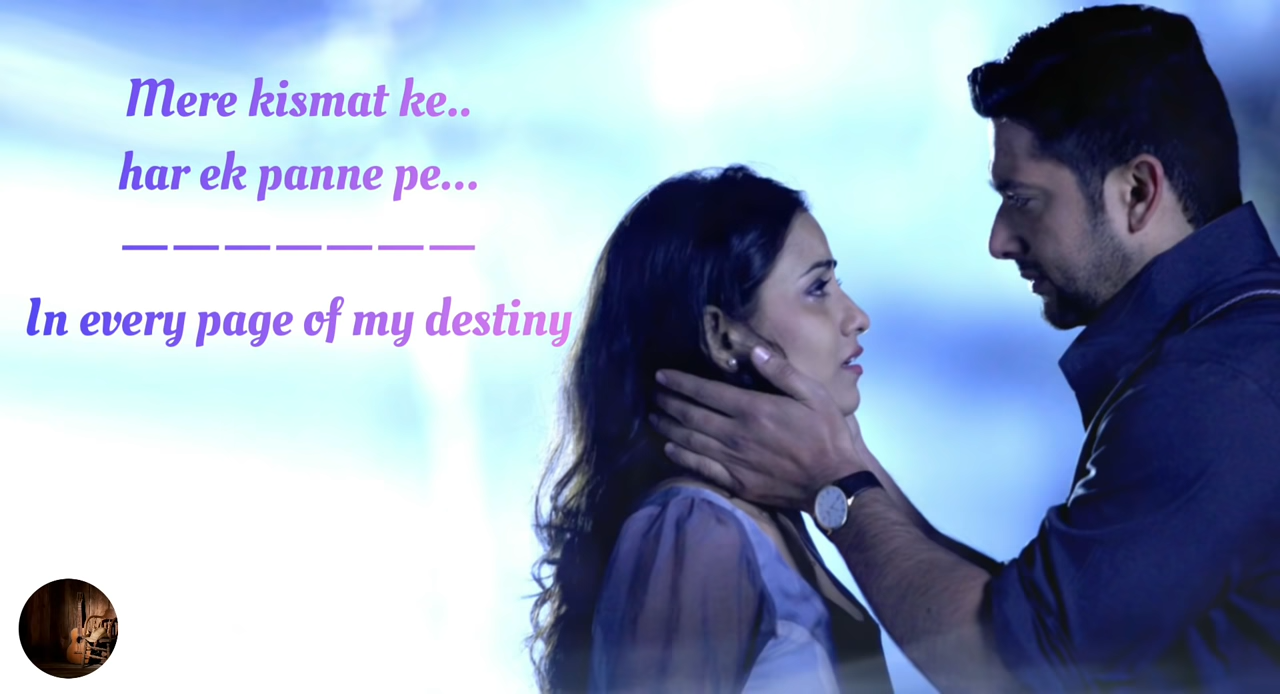 Mere kismat ke..
har ek panne pe...
———————
In every page of my destiny